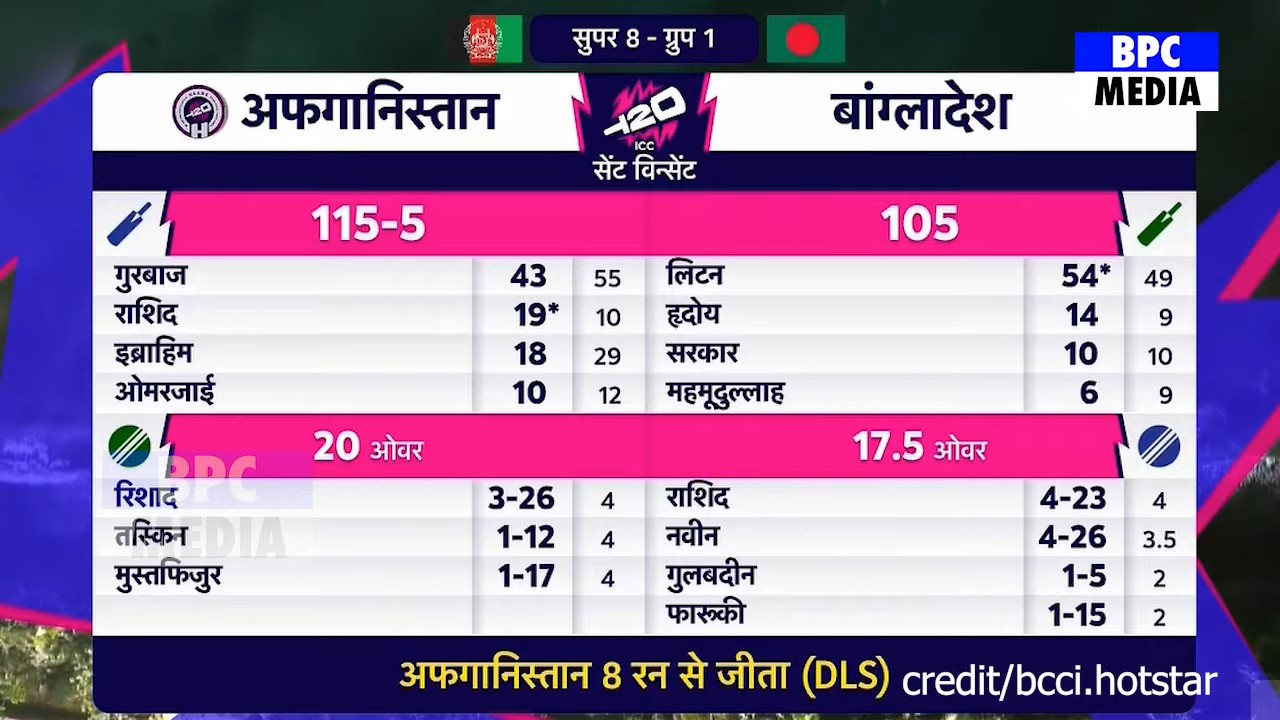 सुपर 8 - ग्रुप 1
BPC
MEDIA
अफगानिस्तान
बांग्लादेश
T20
ICC
सेंट विन्सेंट
115-5 105
गुरबाज 43 55 लिटन 54* 49
राशिद 19* 10 हृदोय 14 9
इब्राहिम 18 29 सरकार 10 10
ओमरजाई 10 12 महमूदुल्लाह 6 9
20 ओवर 17.5 ओवर
BPC
MEDIA
रिशाद 3-26 4 राशिद 4-23 4
तस्किन 1-12 4 नवीन 4-26 3.5
मुस्तफिजुर 1-17 4 गुलबदीन 1-5 2
फारूकी 1-15 2
अफगानिस्तान 8 रन से जीता (DLS)
credit/bcci.hotstar